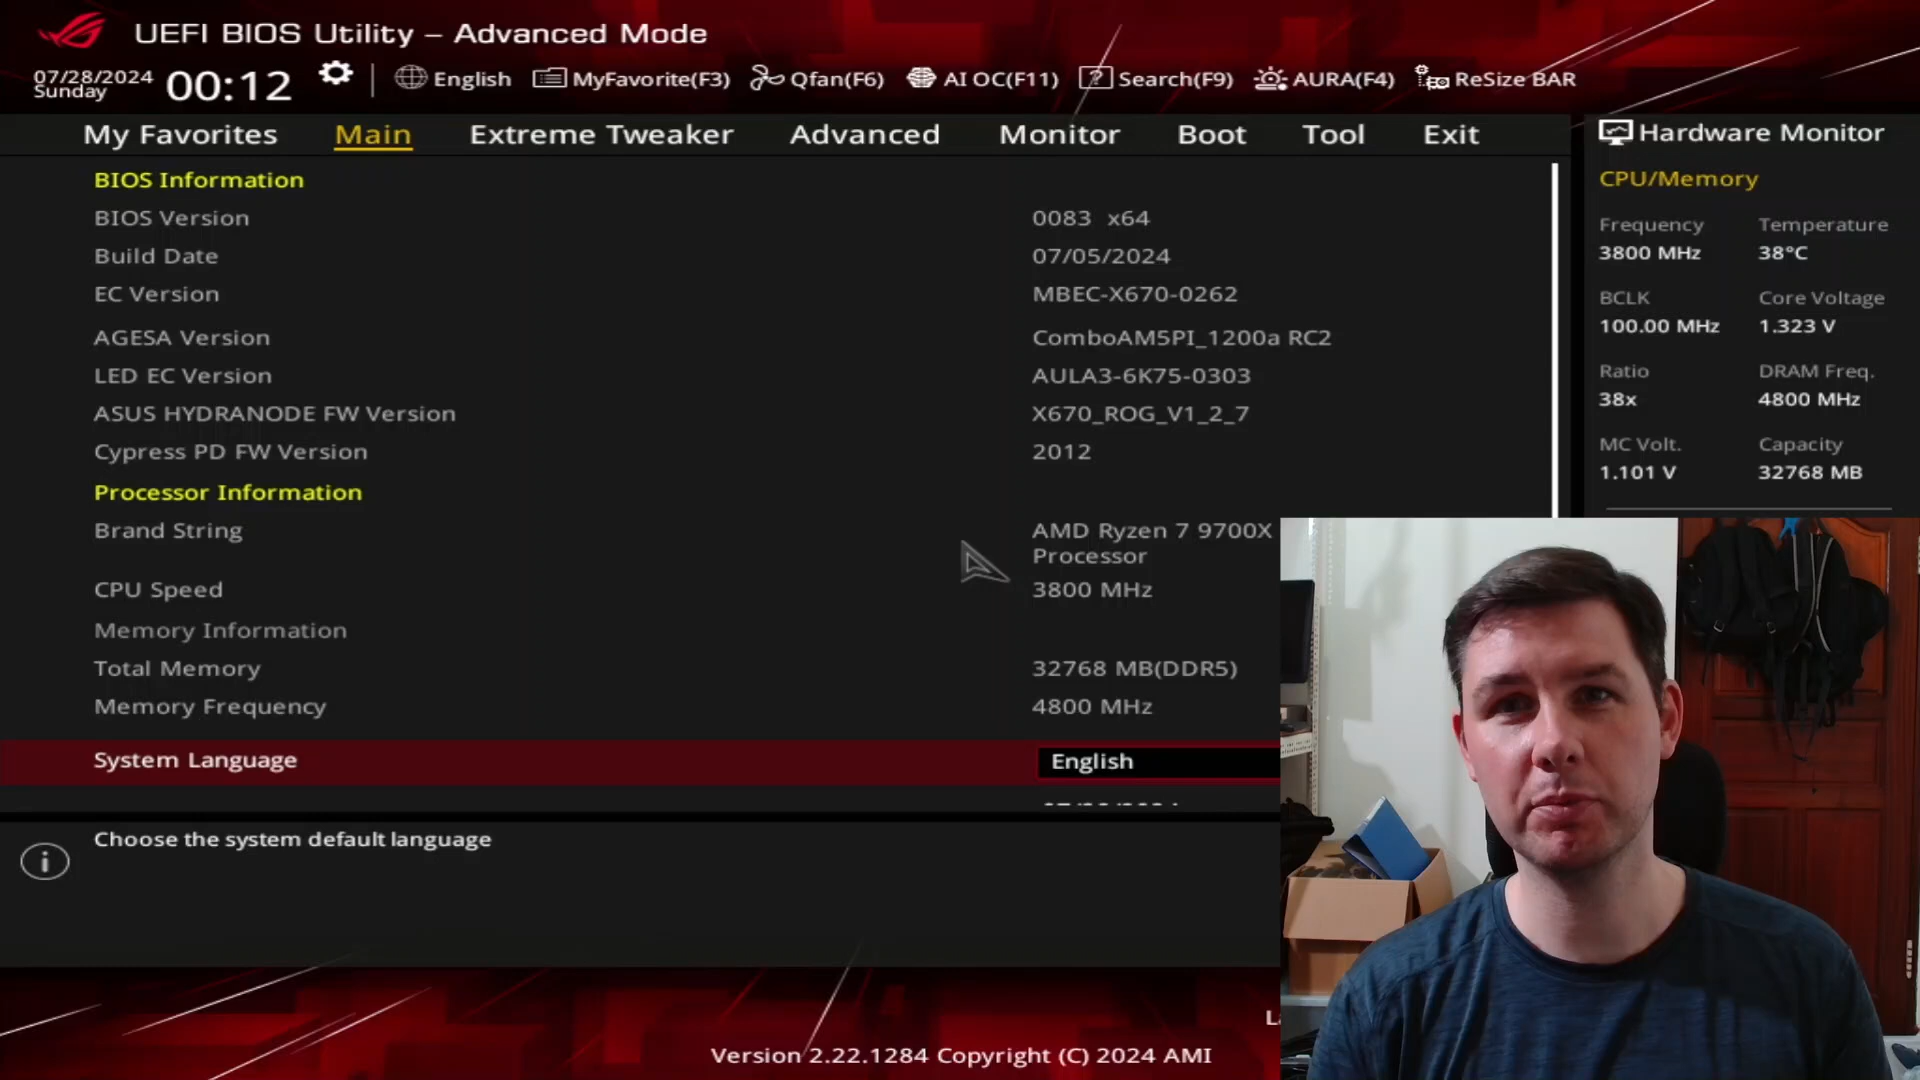 UEFI BIOS Utility – Advanced Mode
07/28/2024
Sunday
00:12
English
MyFavorite(F3)
Qfan(F6)
AI OC(F11)
Search(F9)
AURA(F4)
ReSize BAR
My Favorites
Main
Extreme Tweaker
Advanced
Monitor
Boot
Tool
Exit
BIOS Information
BIOS Version 0083 x64
Build Date 07/05/2024
EC Version MBEC-X670-0262
AGESA Version ComboAM5PI_1200a RC2
LED EC Version AULA3-6K75-0303
ASUS HYDRANODE FW Version X670_ROG_V1_2_7
Cypress PD FW Version 2012
Processor Information
Brand String AMD Ryzen 7 9700X
Processor
CPU Speed 3800 MHz
Memory Information
Total Memory 32768 MB(DDR5)
Memory Frequency 4800 MHz
System Language English
Choose the system default language
Hardware Monitor
CPU/Memory
Frequency Temperature
3800 MHz 38°C
BCLK Core Voltage
100.00 MHz 1.323 V
Ratio DRAM Freq.
38x 4800 MHz
MC Volt. Capacity
1.101 V 32768 MB
Version 2.22.1284 Copyright (C) 2024 AMI